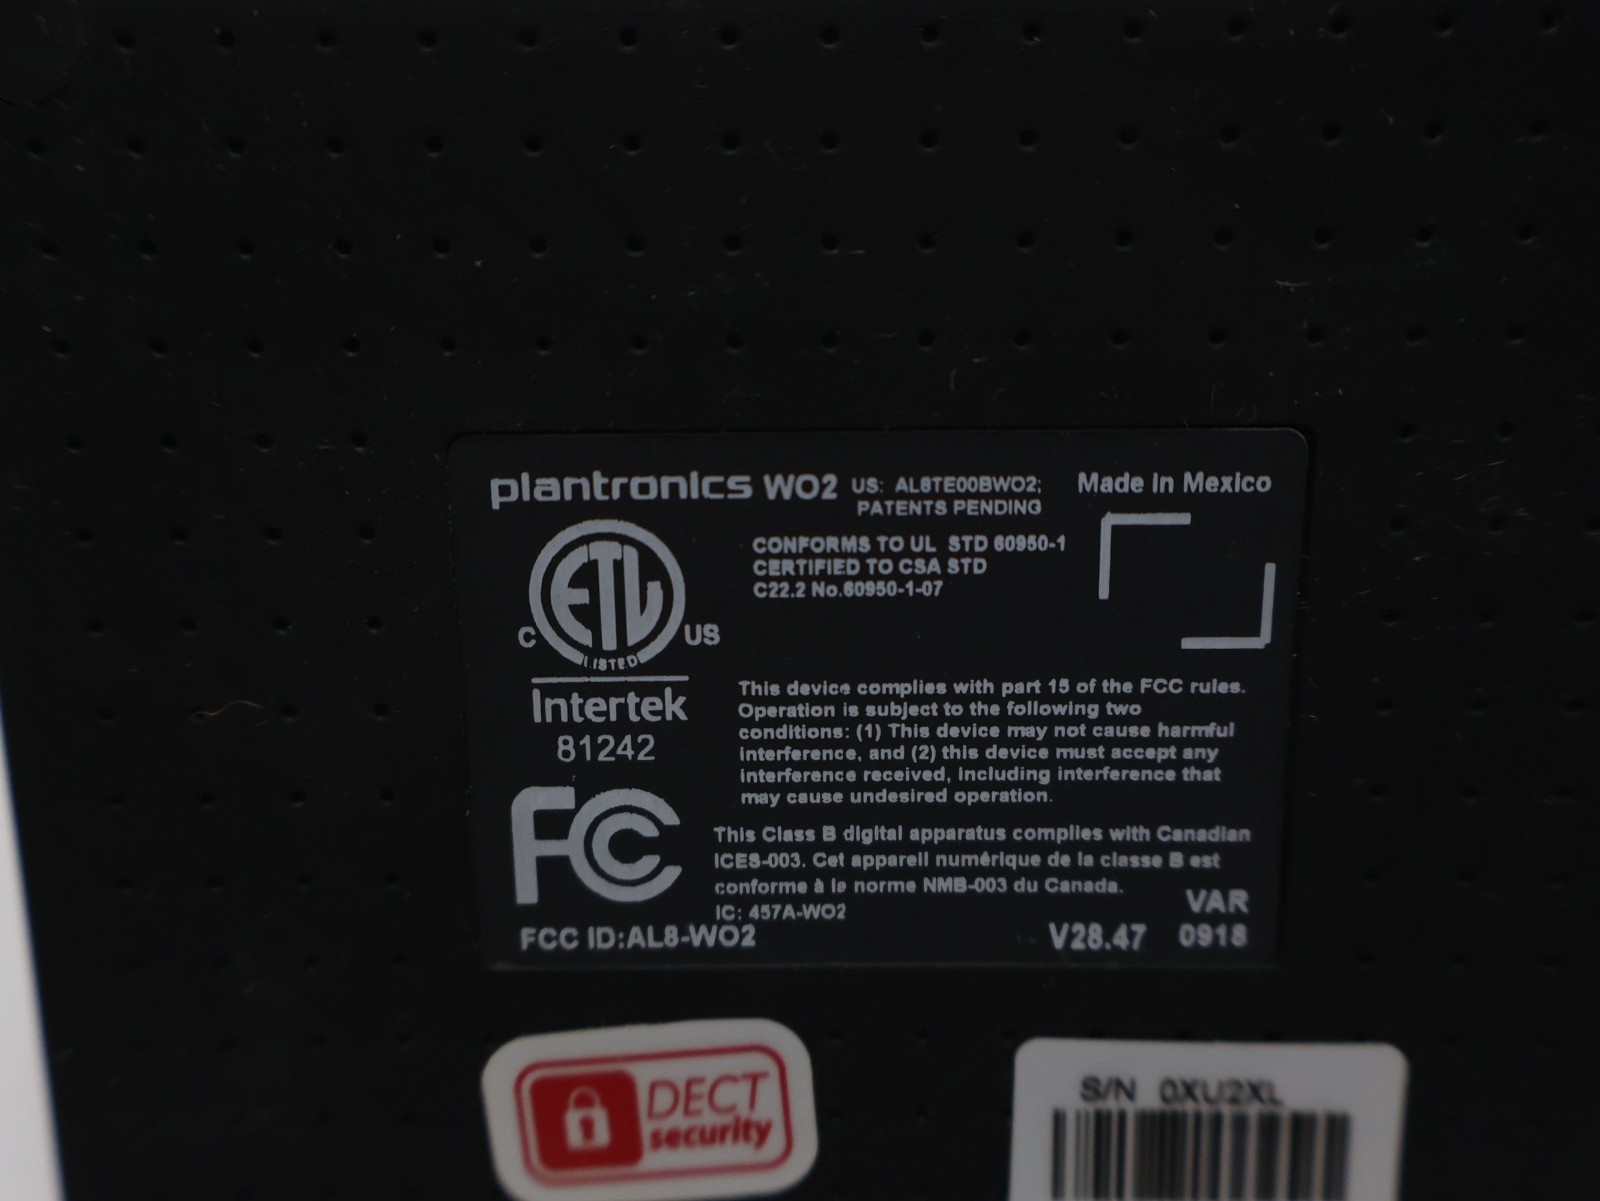 plantronics WO2 US: AL8TE00BWO2; Made in Mexico
PATENTS PENDING
CONFORMS TO UL STD 60950-1
CERTIFIED TO CSA STD
C22.2 No.60950-1-07
ETL
C US
LISTED
Intertek
81242
This device complies with part 15 of the FCC rules.
Operation is subject to the following two
conditions: (1) This device may not cause harmful
interference, and (2) this device must accept any
interference received, including interference that
may cause undesired operation.
FC
This Class B digital apparatus complies with Canadian
ICES-003. Cet appareil numérique de la classe B est
conforme à la norme NMB-003 du Canada.
IC: 457A-WO2
VAR
FCC ID:AL8-WO2
V28.47 0918
DECT
security
S/N 0XU2XL